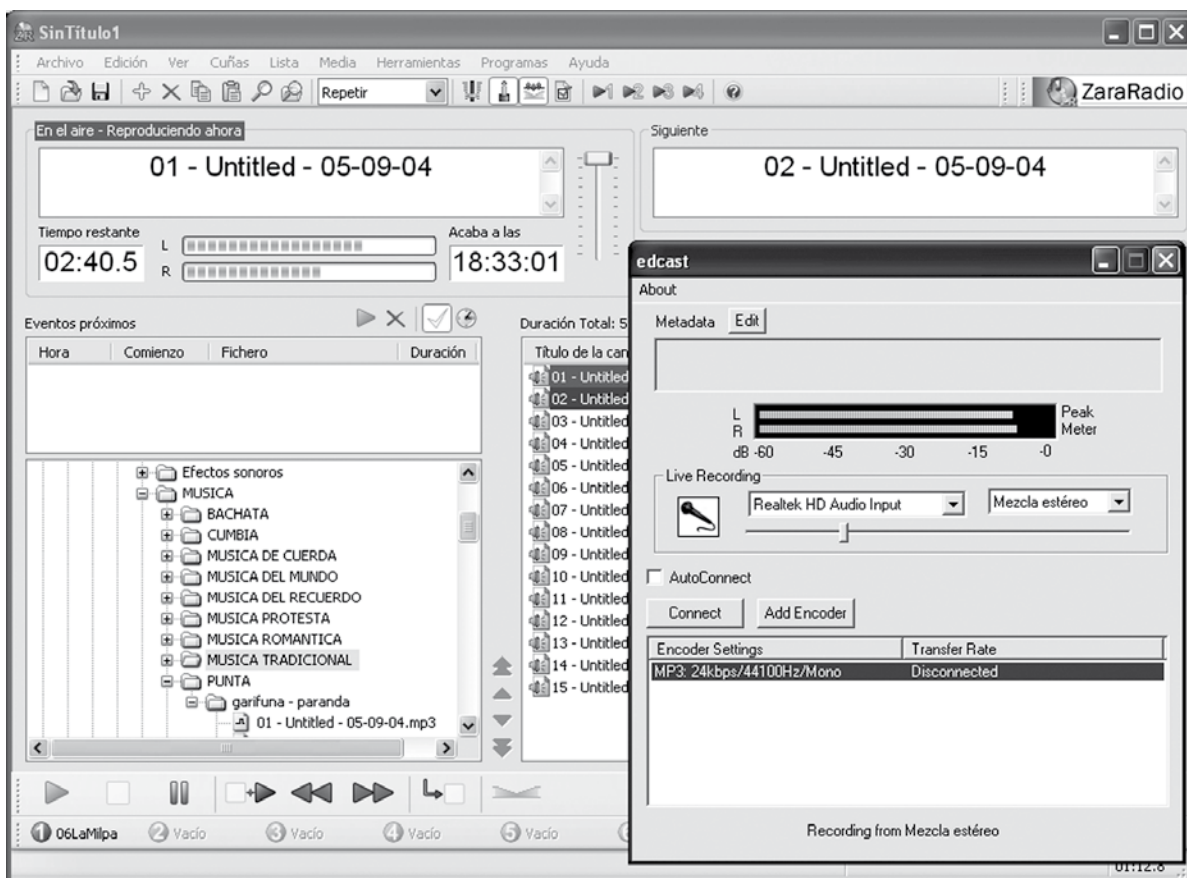 SinTítulo1
Archivo Edición Ver Cuñas Lista Media Herramientas Programas Ayuda
Repetir
1 2 3 4
ZaraRadio
En el aire - Reproduciendo ahora
01 - Untitled - 05-09-04
Tiempo restante
02:40.5
L
R
Acaba a las
18:33:01
Siguiente
02 - Untitled - 05-09-04
Eventos próximos
Hora Comienzo Fichero Duración
Efectos sonoros
MUSICA
BACHATA
CUMBIA
MUSICA DE CUERDA
MUSICA DEL MUNDO
MUSICA DEL RECUERDO
MUSICA PROTESTA
MUSICA ROMANTICA
MUSICA TRADICIONAL
PUNTA
garifuna - paranda
01 - Untitled - 05-09-04.mp3
Duración Total: 5
Título de la can
01 - Untitled
02 - Untitled
03 - Untitled
04 - Untitled
05 - Untitled
06 - Untitled
07 - Untitled
08 - Untitled
09 - Untitled
10 - Untitled
11 - Untitled
12 - Untitled
13 - Untitled
14 - Untitled
15 - Untitled
1 06LaMilpa 2 Vacío 3 Vacío 4 Vacío 5 Vacío
01:12.8
edcast
About
Metadata Edit
L
R
Peak
Meter
dB -60 -45 -30 -15 -0
Live Recording
Realtek HD Audio Input Mezcla estéreo
AutoConnect
Connect Add Encoder
Encoder Settings Transfer Rate
MP3: 24kbps/44100Hz/Mono Disconnected
Recording from Mezcla estéreo